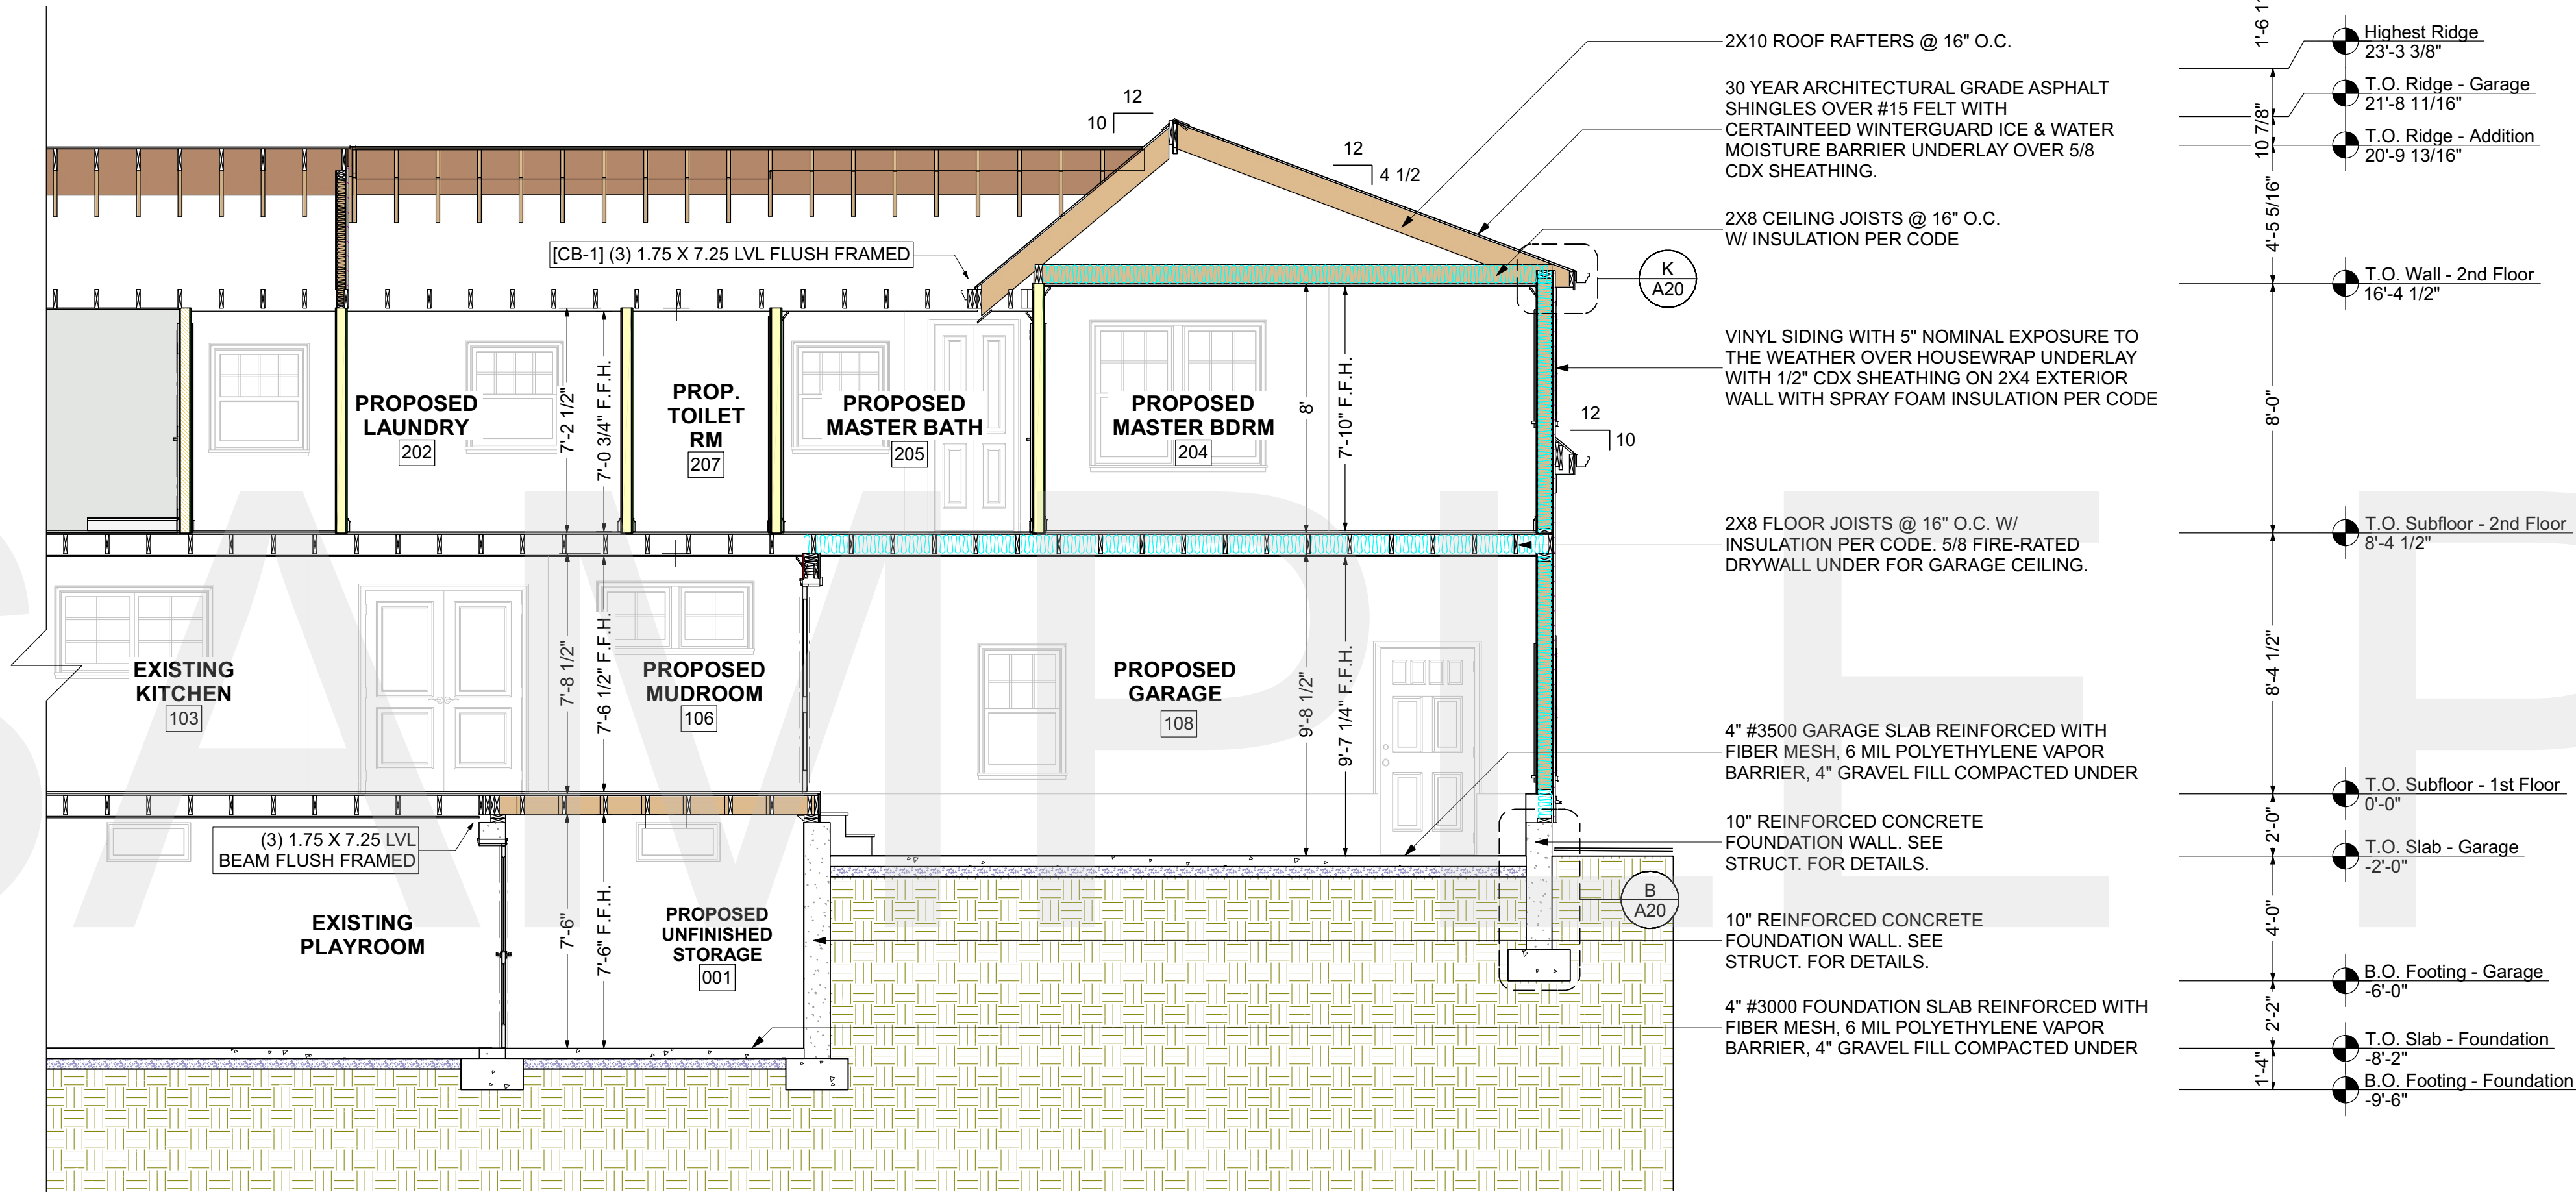 2X10 ROOF RAFTERS @ 16" O.C.
30 YEAR ARCHITECTURAL GRADE ASPHALT
SHINGLES OVER #15 FELT WITH
CERTAINTEED WINTERGUARD ICE & WATER
MOISTURE BARRIER UNDERLAY OVER 5/8
CDX SHEATHING.
2X8 CEILING JOISTS @ 16" O.C.
W/ INSULATION PER CODE
K
A20
VINYL SIDING WITH 5" NOMINAL EXPOSURE TO
THE WEATHER OVER HOUSEWRAP UNDERLAY
WITH 1/2" CDX SHEATHING ON 2X4 EXTERIOR
WALL WITH SPRAY FOAM INSULATION PER CODE
12
10
2X8 FLOOR JOISTS @ 16" O.C. W/
INSULATION PER CODE. 5/8 FIRE-RATED
DRYWALL UNDER FOR GARAGE CEILING.
4" #3500 GARAGE SLAB REINFORCED WITH
FIBER MESH, 6 MIL POLYETHYLENE VAPOR
BARRIER, 4" GRAVEL FILL COMPACTED UNDER
10" REINFORCED CONCRETE
FOUNDATION WALL. SEE
STRUCT. FOR DETAILS.
B
A20
10" REINFORCED CONCRETE
FOUNDATION WALL. SEE
STRUCT. FOR DETAILS.
4" #3000 FOUNDATION SLAB REINFORCED WITH
FIBER MESH, 6 MIL POLYETHYLENE VAPOR
BARRIER, 4" GRAVEL FILL COMPACTED UNDER
12
10
12
4 1/2
[CB-1] (3) 1.75 X 7.25 LVL FLUSH FRAMED
PROPOSED
LAUNDRY
202
7'-2 1/2"
7'-0 3/4" F.F.H.
PROP.
TOILET
RM
207
PROPOSED
MASTER BATH
205
PROPOSED
MASTER BDRM
204
8'
7'-10" F.F.H.
EXISTING
KITCHEN
103
7'-8 1/2"
7'-6 1/2" F.F.H.
PROPOSED
MUDROOM
106
PROPOSED
GARAGE
108
9'-8 1/2"
9'-7 1/4" F.F.H.
(3) 1.75 X 7.25 LVL
BEAM FLUSH FRAMED
EXISTING
PLAYROOM
7'-6"
7'-6" F.F.H.
PROPOSED
UNFINISHED
STORAGE
001
Highest Ridge
23'-3 3/8"
T.O. Ridge - Garage
21'-8 11/16"
10 7/8"
T.O. Ridge - Addition
20'-9 13/16"
4'-5 5/16"
T.O. Wall - 2nd Floor
16'-4 1/2"
8'-0"
T.O. Subfloor - 2nd Floor
8'-4 1/2"
8'-4 1/2"
T.O. Subfloor - 1st Floor
0'-0"
2'-0"
T.O. Slab - Garage
-2'-0"
4'-0"
B.O. Footing - Garage
-6'-0"
2'-2"
T.O. Slab - Foundation
-8'-2"
1'-4"
B.O. Footing - Foundation
-9'-6"
SAMPLE P